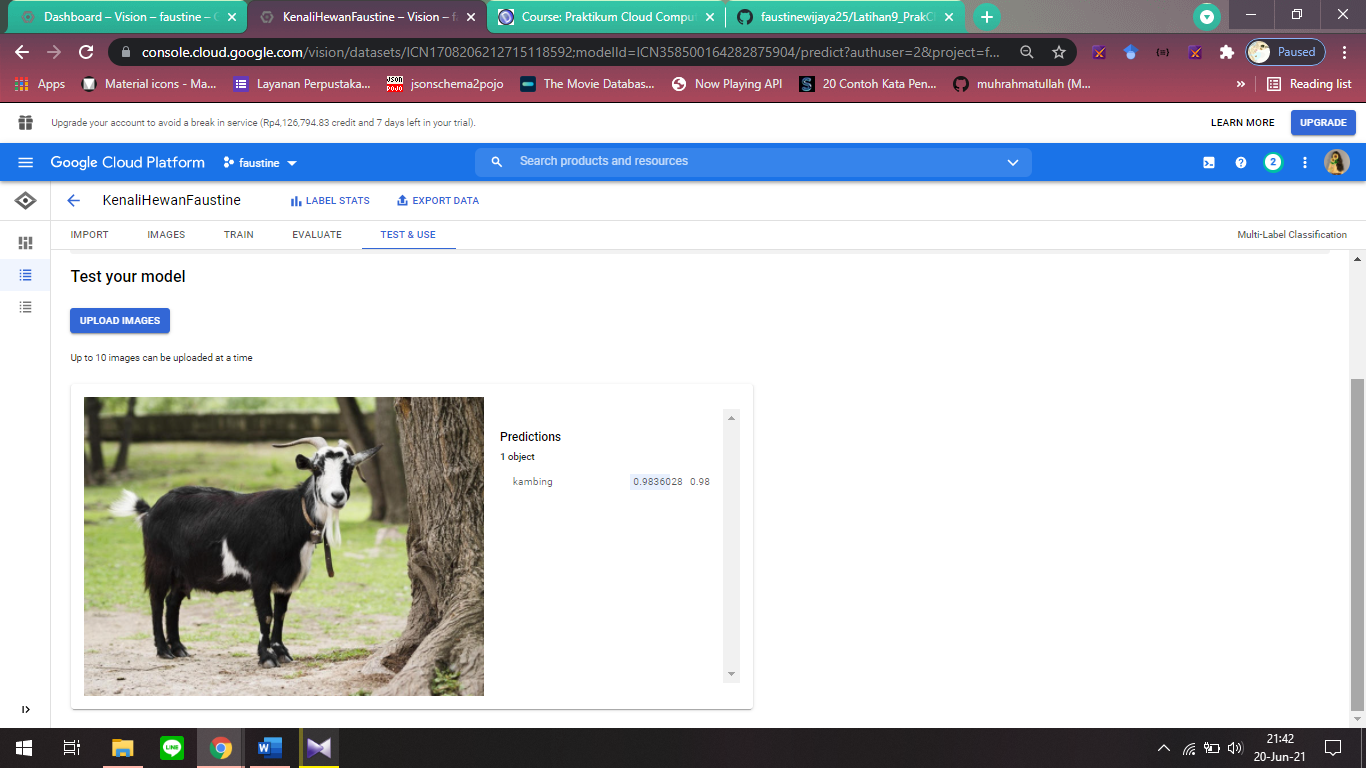 Dashboard – Vision – faustine – G
KenaliHewanFaustine – Vision – f
Course: Praktikum Cloud Comput
faustinewijaya25/Latihan9_PrakC
console.cloud.google.com/vision/datasets/ICN1708206212715118592;modelId=ICN358500164282875904/predict?authuser=2&project=f...
Paused
Apps
Material icons - Ma...
Layanan Perpustaka...
JSON POJO
jsonschema2pojo
The Movie Databas...
Now Playing API
20 Contoh Kata Pen...
muhrahmatullah (M...
»
Reading list
Upgrade your account to avoid a break in service (Rp4,126,794.83 credit and 7 days left in your trial).
LEARN MORE
UPGRADE
Google Cloud Platform
faustine
Search products and resources
2
KenaliHewanFaustine
LABEL STATS
EXPORT DATA
IMPORT
IMAGES
TRAIN
EVALUATE
TEST & USE
Multi-Label Classification
Test your model
UPLOAD IMAGES
Up to 10 images can be uploaded at a time
Predictions
1 object
kambing 0.9836028 0.98
LINE
21:42
20-Jun-21